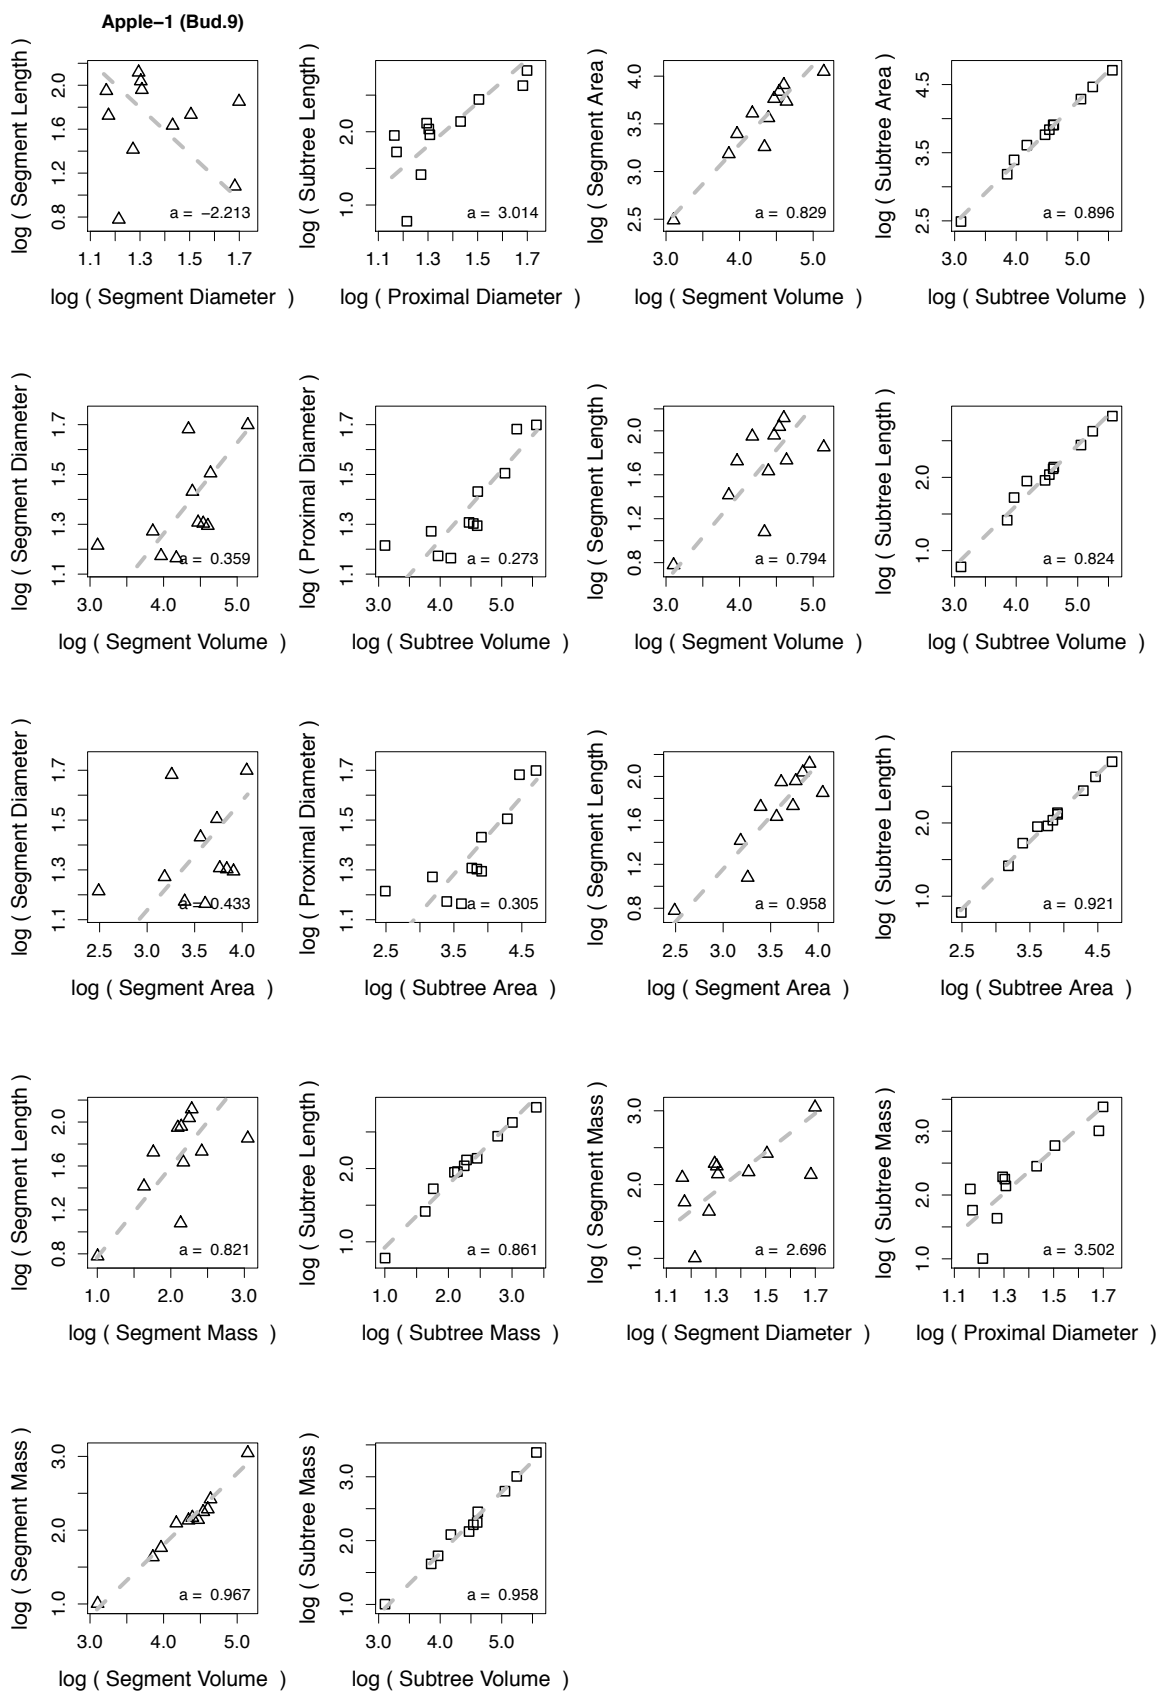 Apple−1 (Bud.9)
log ( Segment Length )
0.8 1.2 1.6 2.0
a = −2.213
1.1 1.3 1.5 1.7
log ( Segment Diameter )
log ( Subtree Length )
1.0 2.0
a = 3.014
1.1 1.3 1.5 1.7
log ( Proximal Diameter )
log ( Segment Area )
2.5 3.0 3.5 4.0
a = 0.829
3.0 4.0 5.0
log ( Segment Volume )
log ( Subtree Area )
2.5 3.5 4.5
a = 0.896
3.0 4.0 5.0
log ( Subtree Volume )
log ( Segment Diameter )
1.1 1.3 1.5 1.7
a = 0.359
3.0 4.0 5.0
log ( Segment Volume )
log ( Proximal Diameter )
1.1 1.3 1.5 1.7
a = 0.273
3.0 4.0 5.0
log ( Subtree Volume )
log ( Segment Length )
0.8 1.2 1.6 2.0
a = 0.794
3.0 4.0 5.0
log ( Segment Volume )
log ( Subtree Length )
1.0 2.0
a = 0.824
3.0 4.0 5.0
log ( Subtree Volume )
log ( Segment Diameter )
1.1 1.3 1.5 1.7
a = 0.433
2.5 3.0 3.5 4.0
log ( Segment Area )
log ( Proximal Diameter )
1.1 1.3 1.5 1.7
a = 0.305
2.5 3.5 4.5
log ( Subtree Area )
log ( Segment Length )
0.8 1.2 1.6 2.0
a = 0.958
2.5 3.0 3.5 4.0
log ( Segment Area )
log ( Subtree Length )
1.0 2.0
a = 0.921
2.5 3.5 4.5
log ( Subtree Area )
log ( Segment Length )
0.8 1.2 1.6 2.0
a = 0.821
1.0 2.0 3.0
log ( Segment Mass )
log ( Subtree Length )
1.0 2.0
a = 0.861
1.0 2.0 3.0
log ( Subtree Mass )
log ( Segment Mass )
1.0 2.0 3.0
a = 2.696
1.1 1.3 1.5 1.7
log ( Segment Diameter )
log ( Subtree Mass )
1.0 2.0 3.0
a = 3.502
1.1 1.3 1.5 1.7
log ( Proximal Diameter )
log ( Segment Mass )
1.0 2.0 3.0
a = 0.967
3.0 4.0 5.0
log ( Segment Volume )
log ( Subtree Mass )
1.0 2.0 3.0
a = 0.958
3.0 4.0 5.0
log ( Subtree Volume )